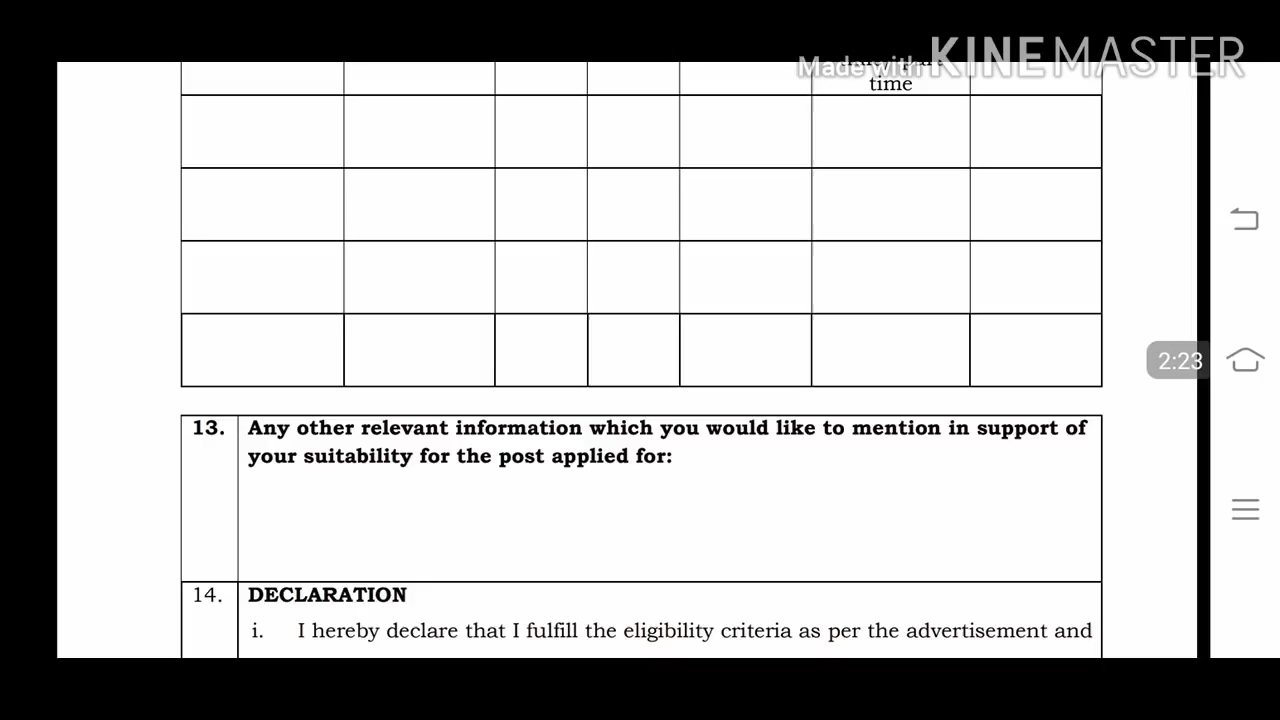 Made with KINEMASTER
time
2:23
13. Any other relevant information which you would like to mention in support of
your suitability for the post applied for:
14. DECLARATION
i. I hereby declare that I fulfill the eligibility criteria as per the advertisement and